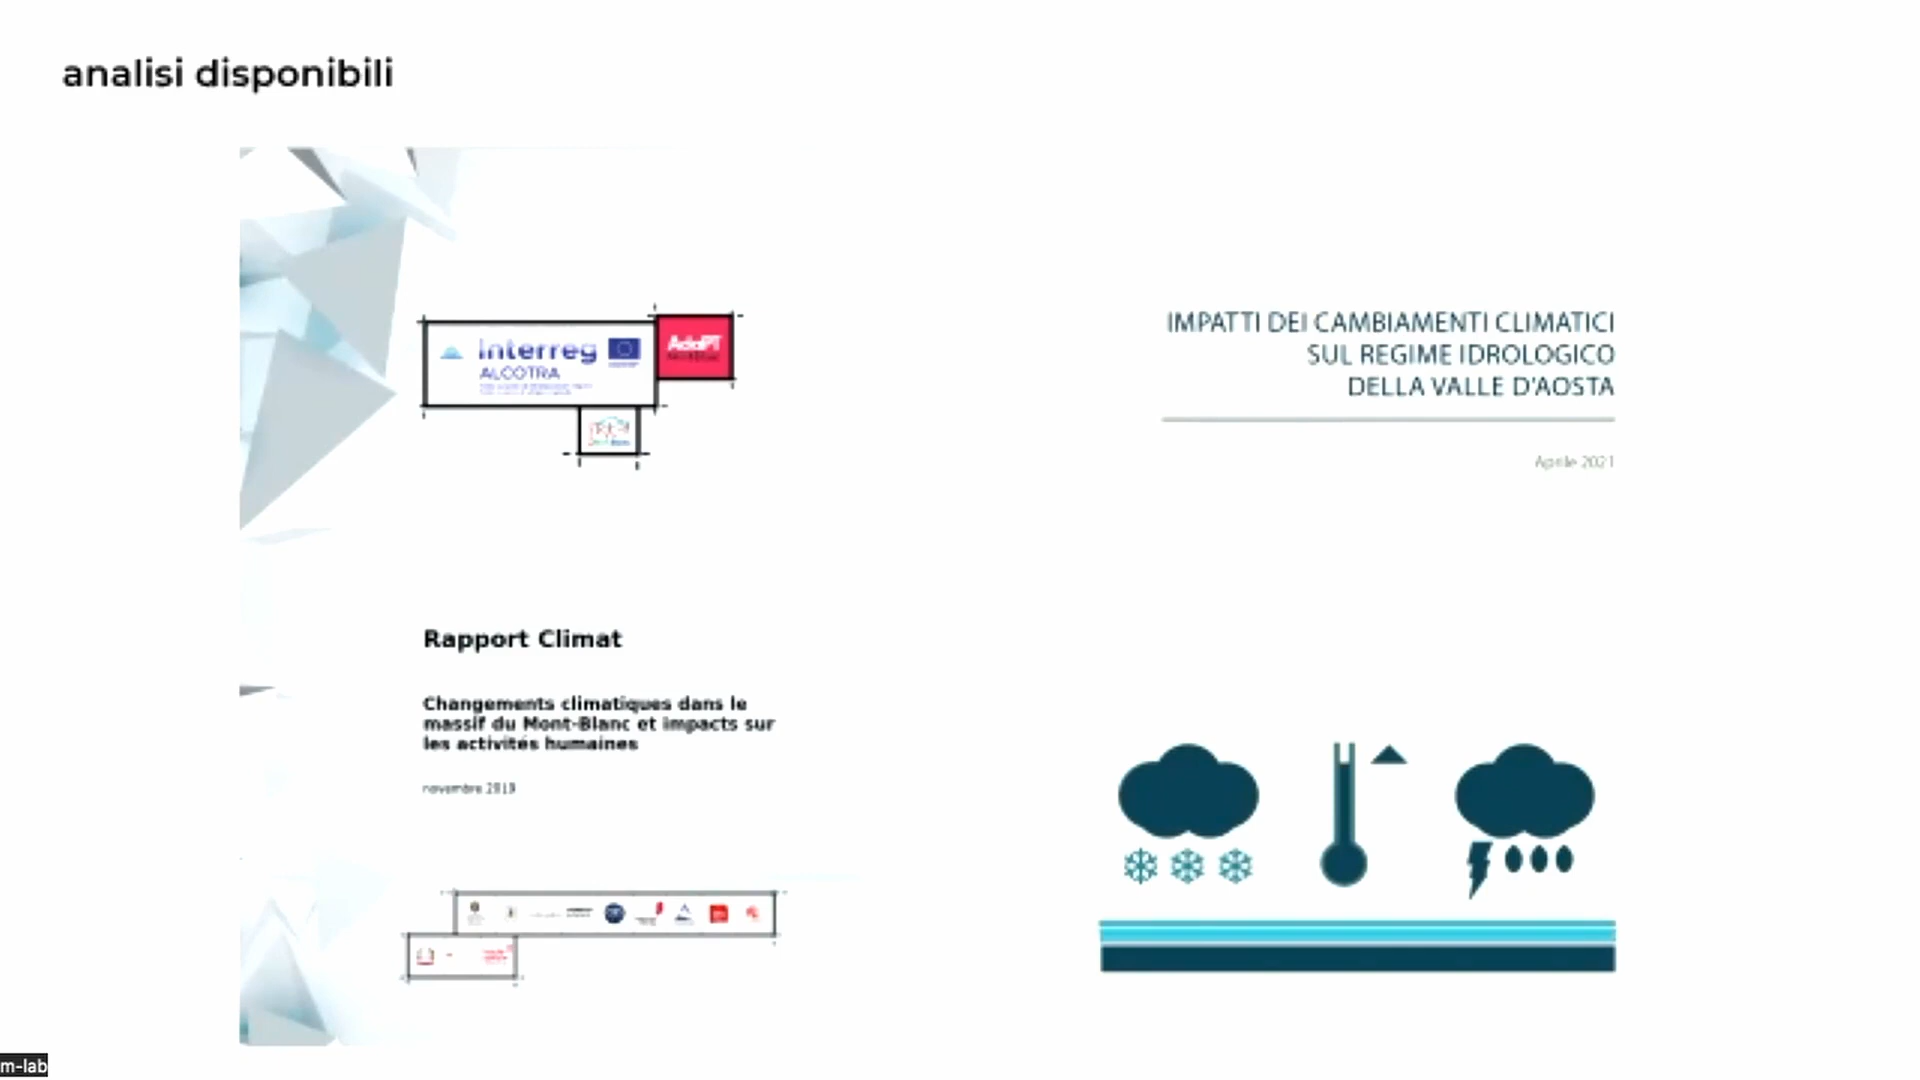 analisi disponibili
interreg
ALCOTRA
AdaPT
Rapport Climat
Changements climatiques dans le
massif du Mont-Blanc et impacts sur
les activités humaines
novembre 2019
IMPATTI DEI CAMBIAMENTI CLIMATICI
SUL REGIME IDROLOGICO
DELLA VALLE D'AOSTA
Aprile 2021
m-lab